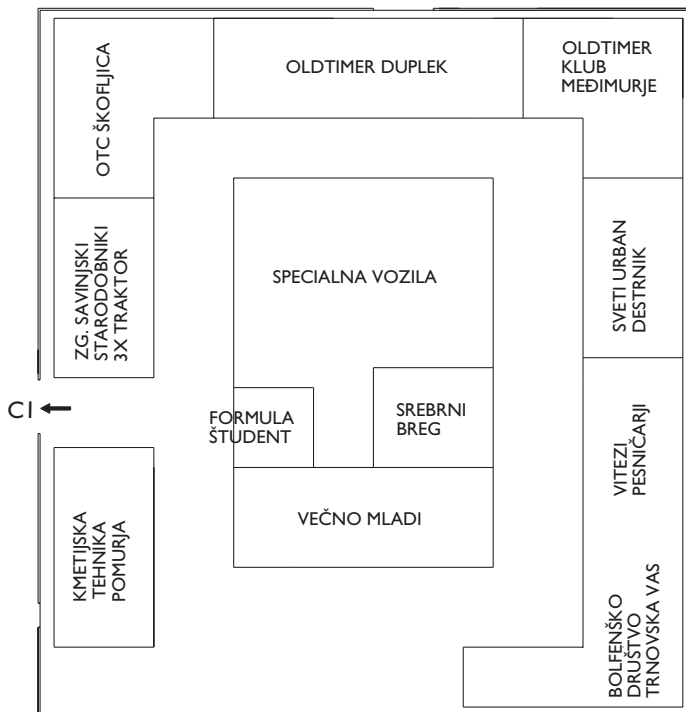 OTC ŠKOFLJICA
OLDTIMER DUPLEK
OLDTIMER
KLUB
MEĐIMURJE
ZG. SAVINJSKI
STARODOBNIKI
3X TRAKTOR
SPECIALNA VOZILA
SVETI URBAN
DESTRNIK
C1
FORMULA
ŠTUDENT
SREBRNI
BREG
VITEZI
PESNIČARJI
KMETIJSKA
TEHNIKA
POMURJA
VEČNO MLADI
BOLFENŠKO
DRUŠTVO
TRNOVSKA VAS